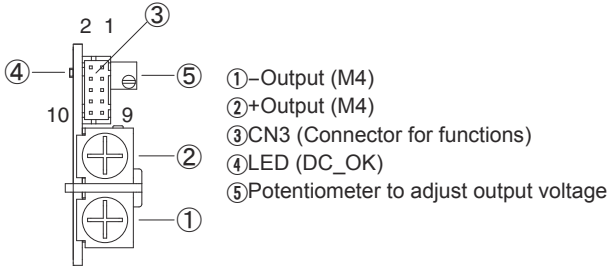 2 1
③
④
⑤
10 9
②
①
①−Output (M4)
②+Output (M4)
③CN3 (Connector for functions)
④LED (DC_OK)
⑤Potentiometer to adjust output voltage